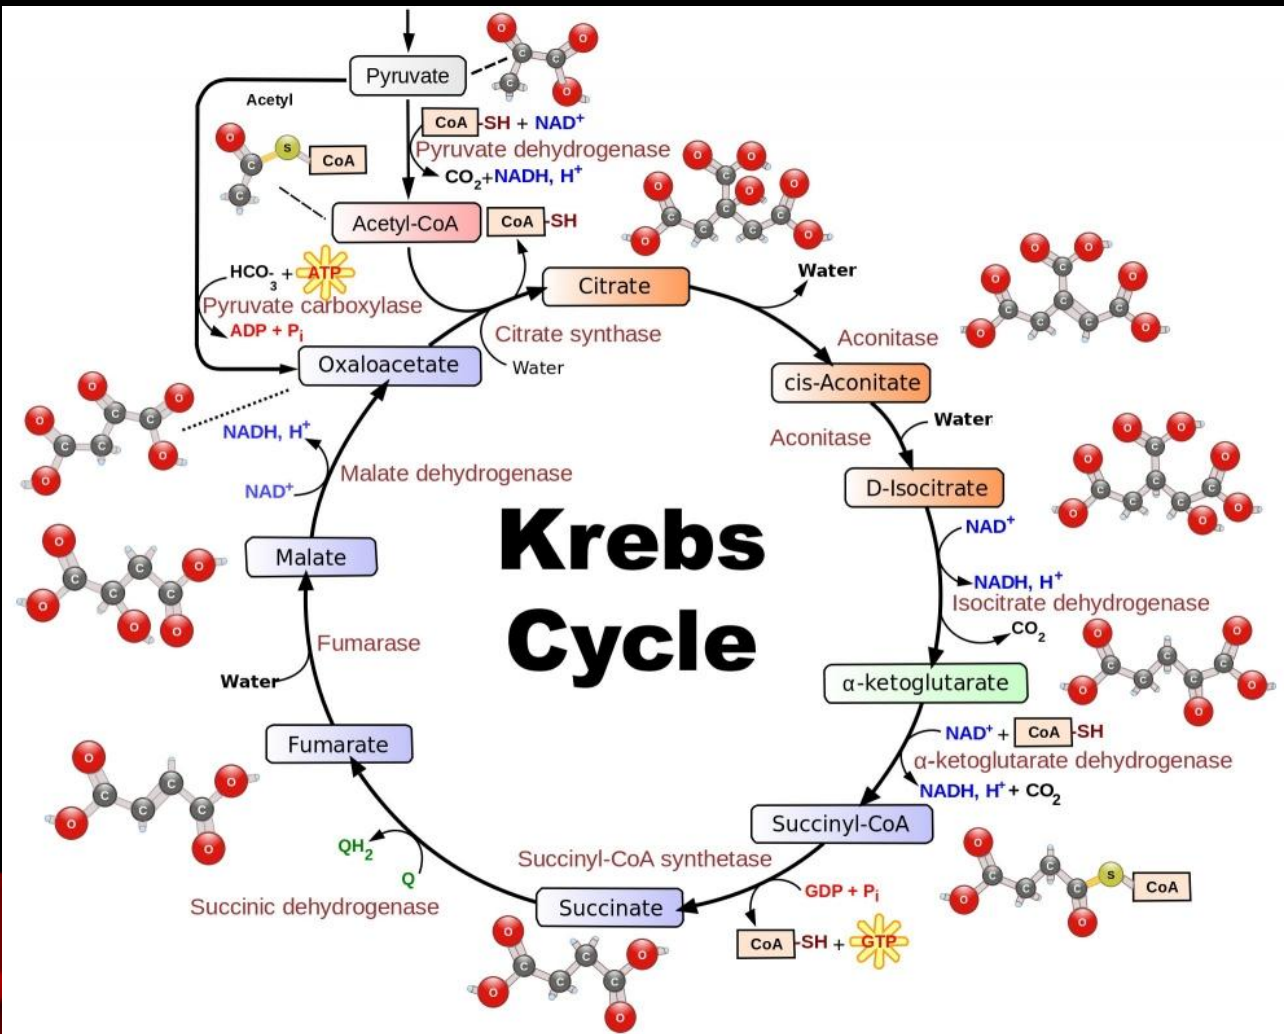 Pyruvate
Acetyl
CoA-SH + NAD+
Pyruvate dehydrogenase
CO2+NADH, H+
S CoA
Acetyl-CoA
CoA-SH
HCO3- + ATP
Pyruvate carboxylase
ADP + Pi
Citrate
Water
Citrate synthase
Water
Aconitase
Oxaloacetate
cis-Aconitate
Water
Aconitase
NADH, H+
NAD+
Malate dehydrogenase
D-Isocitrate
NAD+
NADH, H+
Isocitrate dehydrogenase
CO2
Krebs
Cycle
Malate
Fumarase
Water
α-ketoglutarate
NAD+ + CoA-SH
α-ketoglutarate dehydrogenase
NADH, H+ + CO2
Fumarate
Succinyl-CoA
QH2
Q
Succinic dehydrogenase
Succinyl-CoA synthetase
GDP + Pi
CoA-SH + GTP
Succinate
S CoA